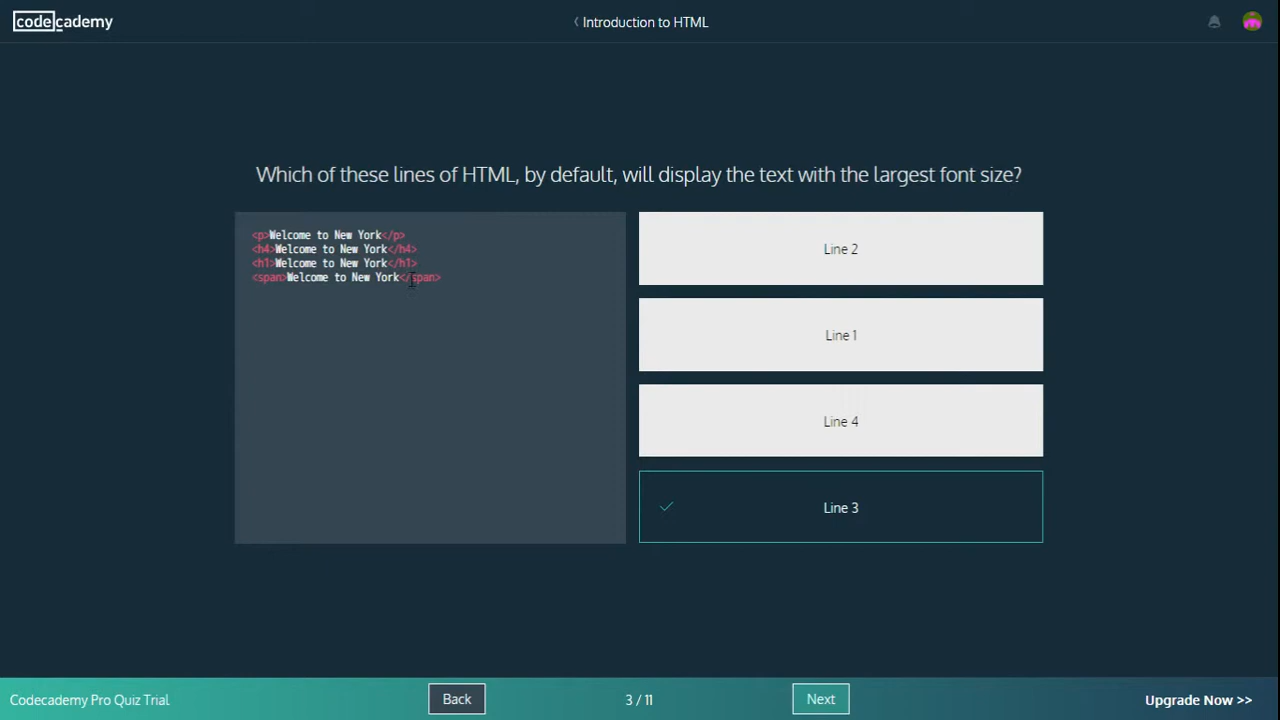 codecademy
Introduction to HTML
Which of these lines of HTML, by default, will display the text with the largest font size?
<p>Welcome to New York</p>
<h4>Welcome to New York</h4>
<h1>Welcome to New York</h1>
<span>Welcome to New York</span>
Line 2
Line 1
Line 4
Line 3
Codecademy Pro Quiz Trial
Back
3 / 11
Next
Upgrade Now >>